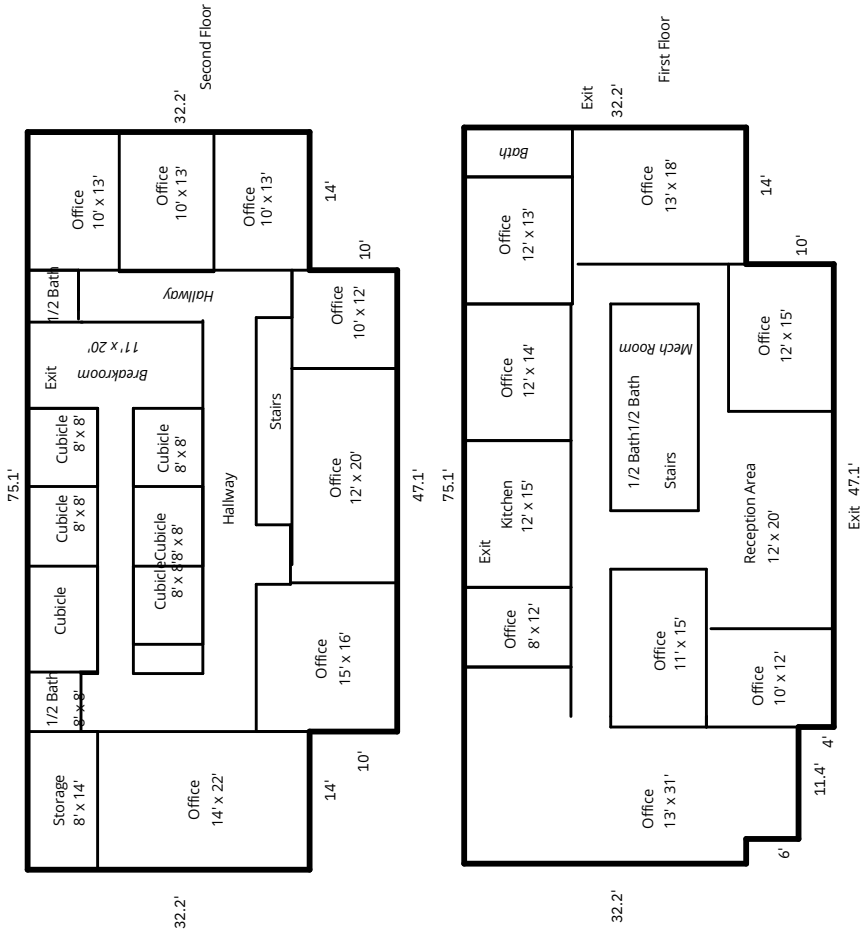 Second Floor
75.1'
32.2'
Storage
8' x 14'
1/2 Bath
8' x 8'
Cubicle
Cubicle
8' x 8'
Cubicle
8' x 8'
Exit
Breakroom
11' x 20'
1/2 Bath
Office
10' x 13'
Office
10' x 13'
Office
10' x 13'
Hallway
Cubicle
8' x 8'
Cubicle
8' x 8'
Cubicle
8' x 8'
Hallway
Stairs
Office
14' x 22'
Office
15' x 16'
Office
12' x 20'
Office
10' x 12'
32.2'
14'
10'
47.1'
10'
14'
First Floor
75.1'
Exit
32.2'
Office
8' x 12'
Exit
Kitchen
12' x 15'
Office
12' x 14'
Office
12' x 13'
Bath
Office
13' x 18'
Mech Room
1/2 Bath
1/2 Bath
Stairs
Office
11' x 15'
Office
13' x 31'
Office
10' x 12'
Reception Area
12' x 20'
Office
12' x 15'
32.2'
6'
11.4'
4'
Exit
47.1'
10'
14'